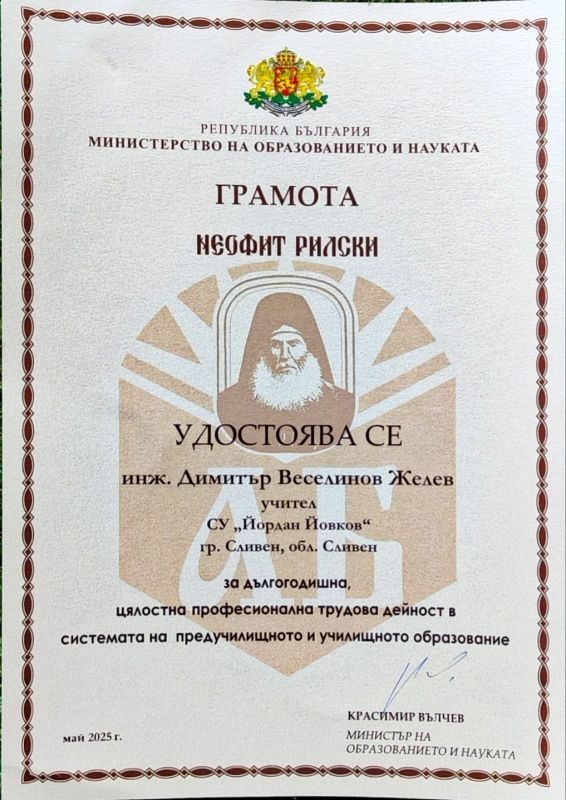 РЕПУБЛИКА БЪЛГАРИЯ
МИНИСТЕРСТВО НА ОБРАЗОВАНИЕТО И НАУКАТА
ГРАМОТА
НЕОФИТ РИЛСКИ
УДОСТОЯВА СЕ
инж. Димитър Веселинов Желев
учител
СУ „Йордан Йовков“
гр. Сливен, обл. Сливен
АБ
за дългогодишна,
цялостна професионална трудова дейност в
системата на предучилищното и училищното образование
КРАСИМИР ВЪЛЧЕВ
май 2025 г.
МИНИСТЪР НА
ОБРАЗОВАНИЕТО И НАУКАТА